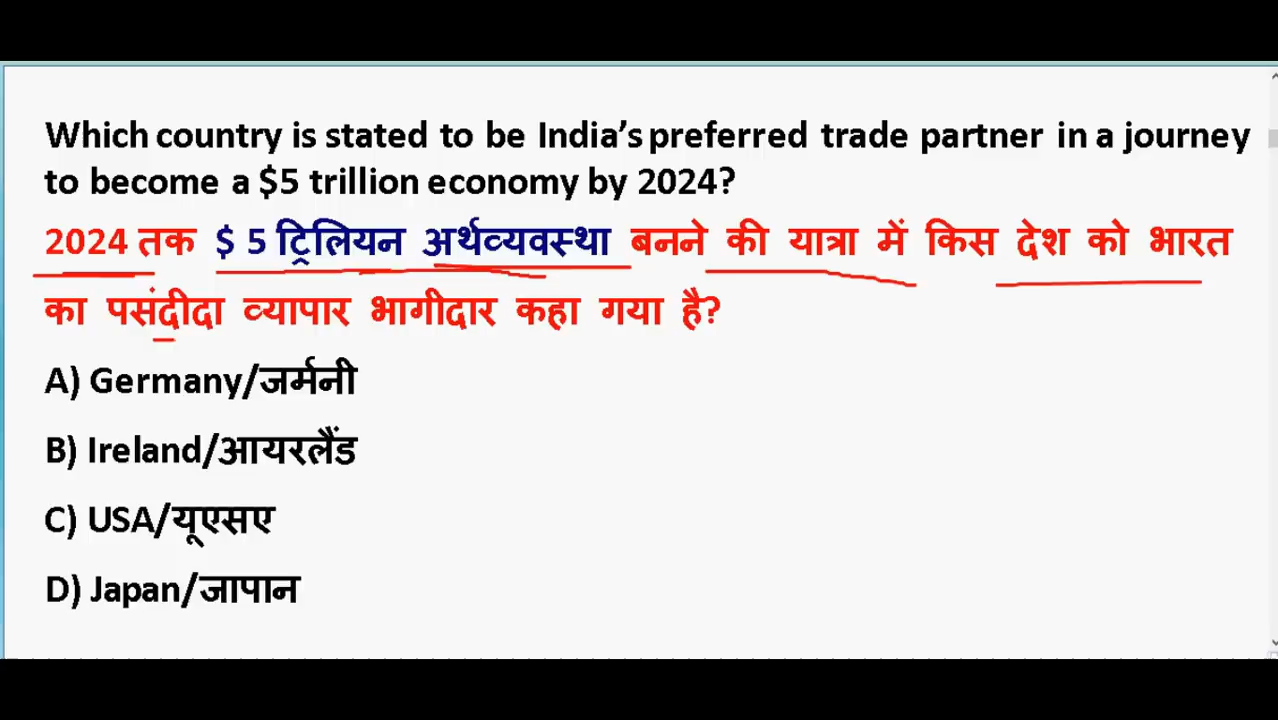 Which country is stated to be India’s preferred trade partner in a journey
to become a $5 trillion economy by 2024?
2024 तक $ 5 ट्रिलियन अर्थव्यवस्था बनने की यात्रा में किस देश को भारत
का पसंदीदा व्यापार भागीदार कहा गया है?
A) Germany/जर्मनी
B) Ireland/आयरलैंड
C) USA/यूएसए
D) Japan/जापान